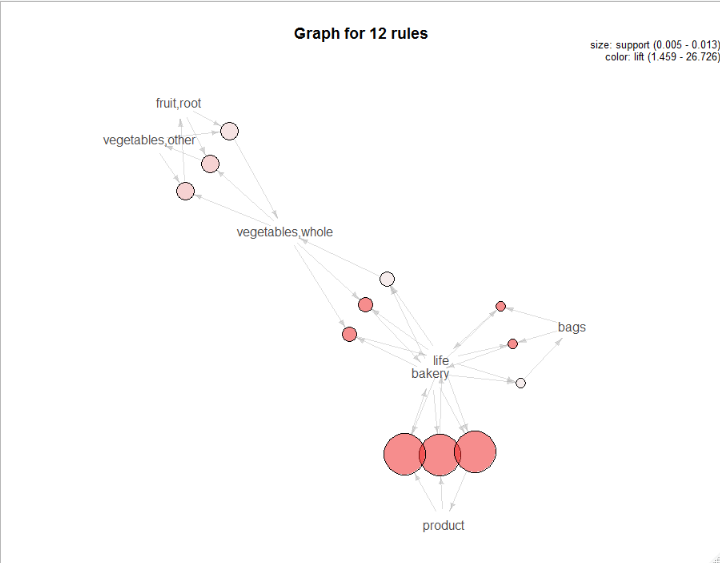 Graph for 12 rules
size: support (0.005 - 0.013)
color: lift (1.459 - 26.726)
fruit,root
vegetables,other
vegetables,whole
bags
life
bakery
product